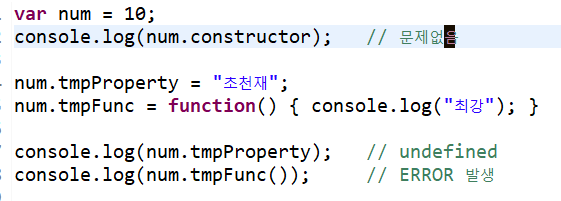 var num = 10;
console.log(num.constructor);   // 문제없음
num.tmpProperty = "초천재";
num.tmpFunc = function() { console.log("최강"); }
console.log(num.tmpProperty);   // undefined
console.log(num.tmpFunc());     // ERROR 발생